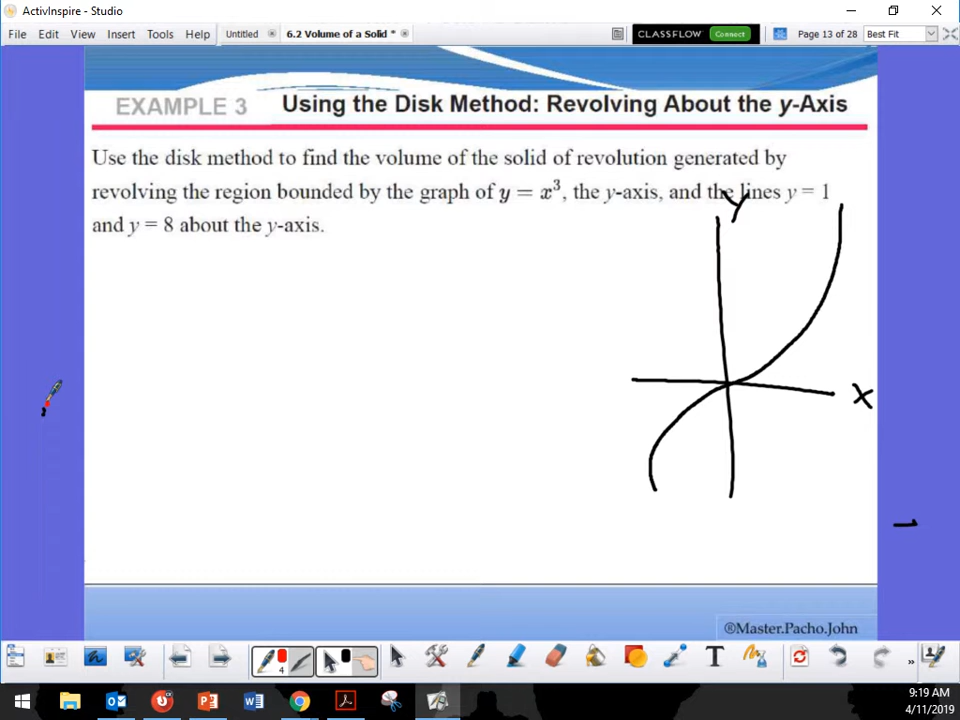 ActivInspire - Studio
File Edit View Insert Tools Help Untitled 6.2 Volume of a Solid * CLASSFLOW Connect Page 13 of 28 Best Fit
EXAMPLE 3 Using the Disk Method: Revolving About the y-Axis
Use the disk method to find the volume of the solid of revolution generated by
revolving the region bounded by the graph of y = x³, the y-axis, and the lines y = 1
and y = 8 about the y-axis.
Y
X
®Master.Pacho.John
4
T
»
9:19 AM
4/11/2019